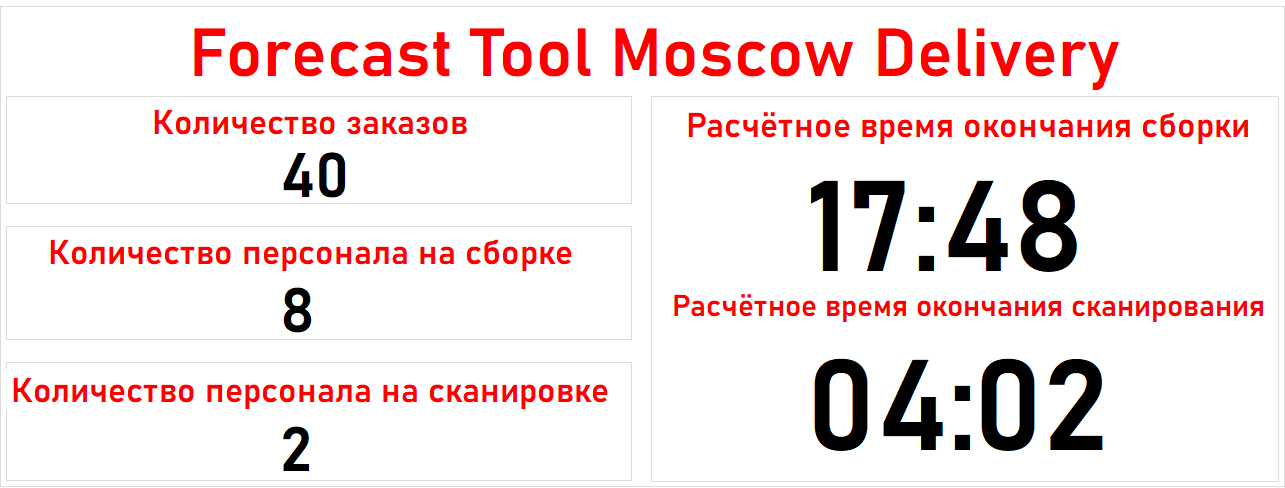 Forecast Tool Moscow Delivery
Количество заказов
40
Количество персонала на сборке
8
Количество персонала на сканировке
2
Расчётное время окончания сборки
17:48
Расчётное время окончания сканирования
04:02